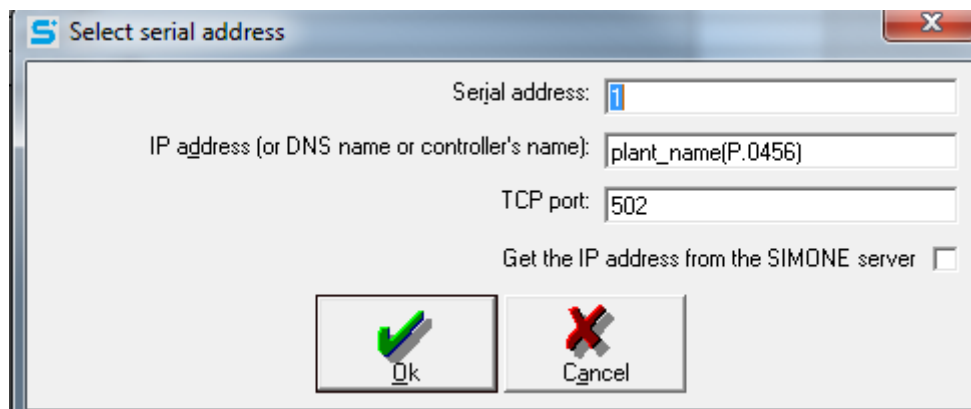 Select serial address
Serial address: 1
IP address (or DNS name or controller's name): plant_name(P.0456)
TCP port: 502
Get the IP address from the SIMONE server
Ok Cancel